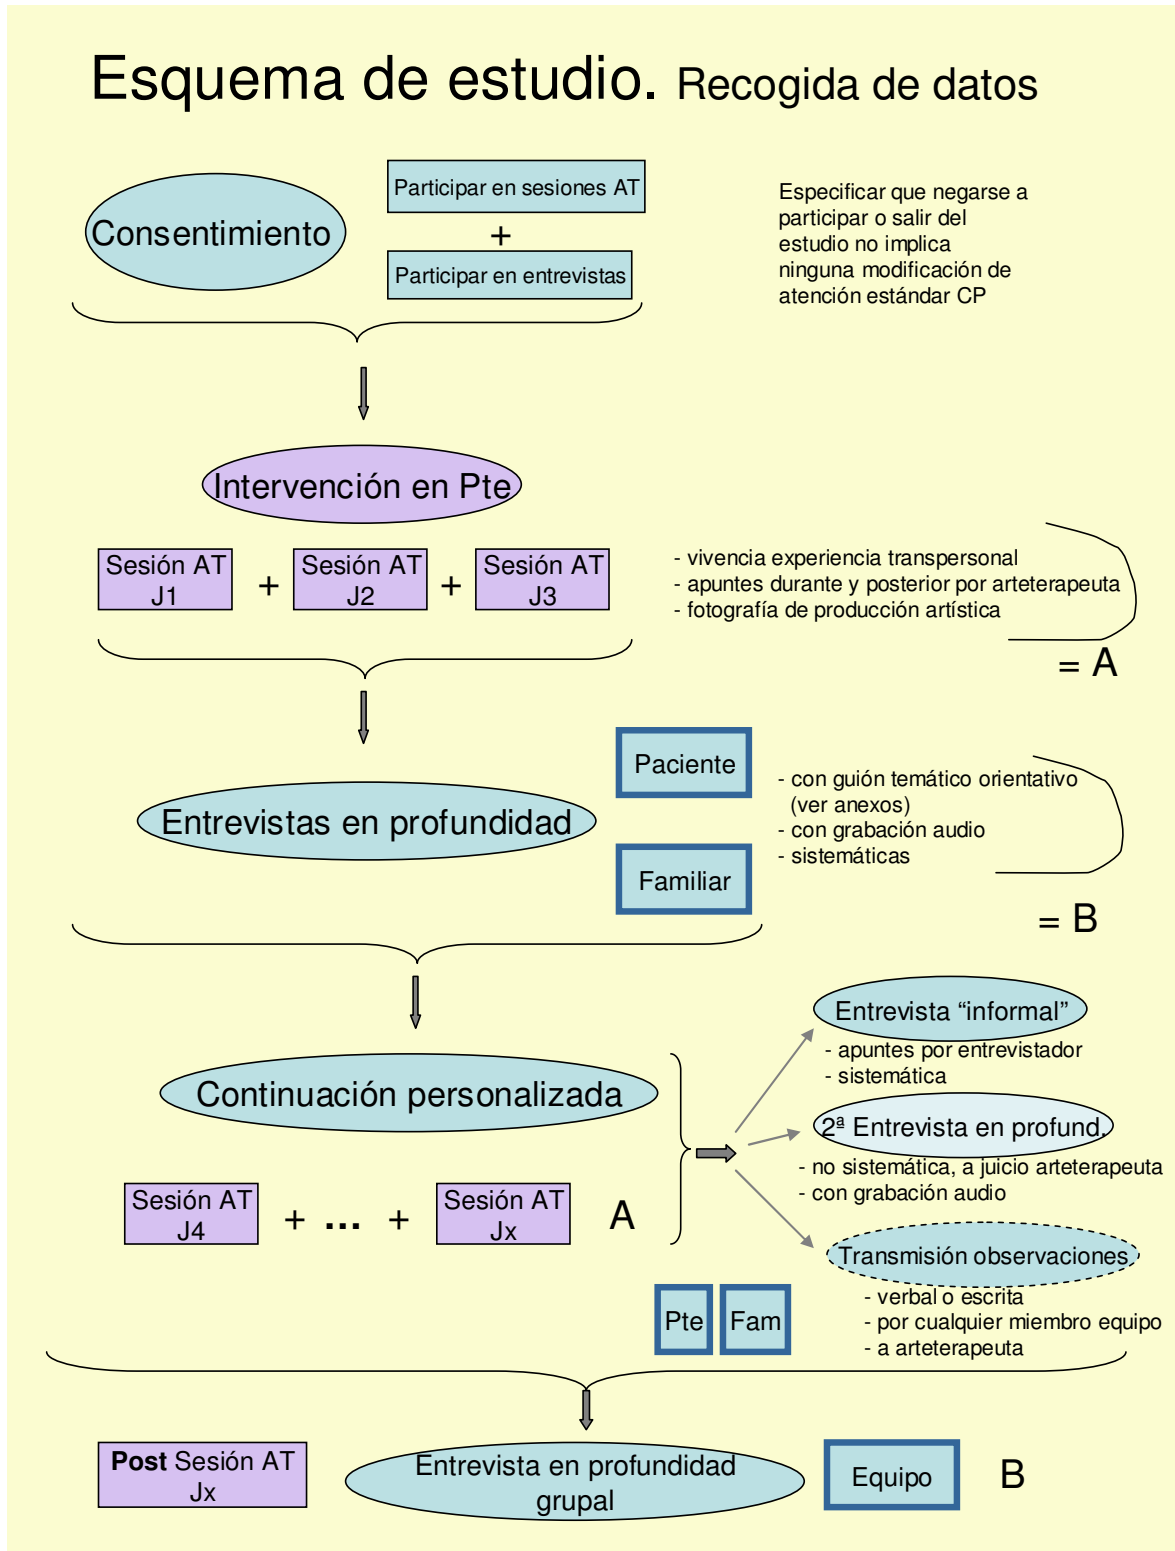 Esquema de estudio. Recogida de datos
Consentimiento
Participar en sesiones AT
+
Participar en entrevistas
Especificar que negarse a
participar o salir del
estudio no implica
ninguna modificación de
atención estándar CP
Intervención en Pte
Sesión AT
J1
+
Sesión AT
J2
+
Sesión AT
J3
- vivencia experiencia transpersonal
- apuntes durante y posterior por arteterapeuta
- fotografía de producción artística
= A
Entrevistas en profundidad
Paciente
Familiar
- con guión temático orientativo
(ver anexos)
- con grabación audio
- sistemáticas
= B
Continuación personalizada
Sesión AT
J4
+ ... +
Sesión AT
Jx
A
Entrevista “informal”
- apuntes por entrevistador
- sistemática
2ª Entrevista en profund.
- no sistemática, a juicio arteterapeuta
- con grabación audio
Transmisión observaciones
- verbal o escrita
- por cualquier miembro equipo
- a arteterapeuta
Pte
Fam
Post Sesión AT
Jx
Entrevista en profundidad
grupal
Equipo
B